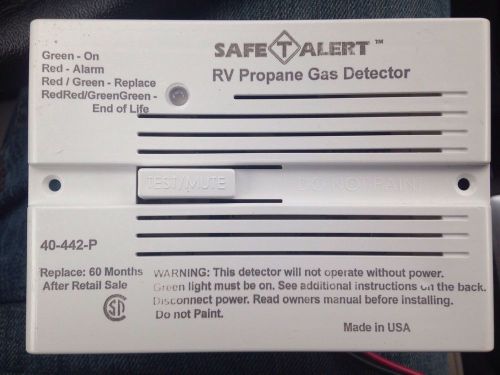 Green - On
Red - Alarm
Red / Green - Replace
RedRed/GreenGreen -
End of Life
SAFE T ALERT™
RV Propane Gas Detector
TEST/MUTE
DO NOT PAINT
40-442-P
Replace: 60 Months
After Retail Sale
WARNING: This detector will not operate without power.
Green light must be on. See additional instructions on the back.
Disconnect power. Read owners manual before installing.
Do not Paint.
Made in USA